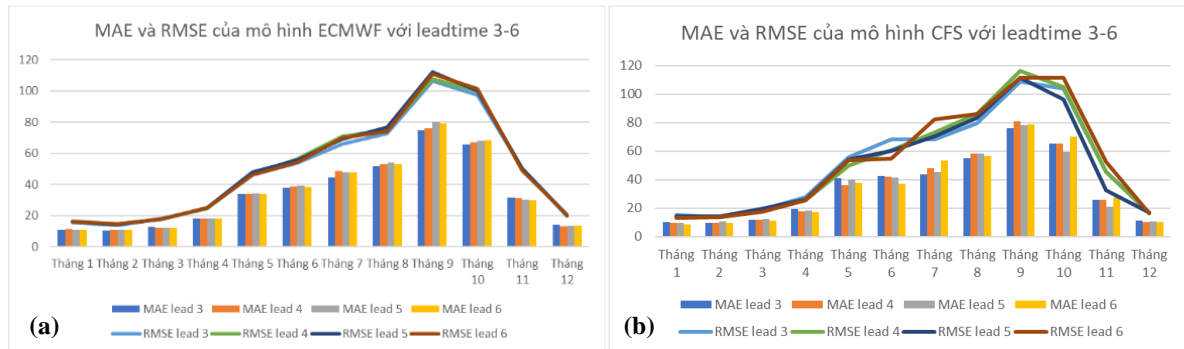 MAE và RMSE của mô hình ECMWF với leadtime 3-6
120
100
80
60
40
20
0
Tháng 1 Tháng 2 Tháng 3 Tháng 4 Tháng 5 Tháng 6 Tháng 7 Tháng 8 Tháng 9 Tháng 10 Tháng 11 Tháng 12
MAE lead 3 MAE lead 4 MAE lead 5 MAE lead 6
RMSE lead 3 RMSE lead 4 RMSE lead 5 RMSE lead 6
(a)
MAE và RMSE của mô hình CFS với leadtime 3-6
120
100
80
60
40
20
0
Tháng Tháng Tháng Tháng Tháng Tháng Tháng Tháng Tháng Tháng Tháng Tháng
1 2 3 4 5 6 7 8 9 10 11 12
MAE lead 3 MAE lead 4 MAE lead 5 MAE lead 6
RMSE lead 3 RMSE lead 4 RMSE lead 5 RMSE lead 6
(b)